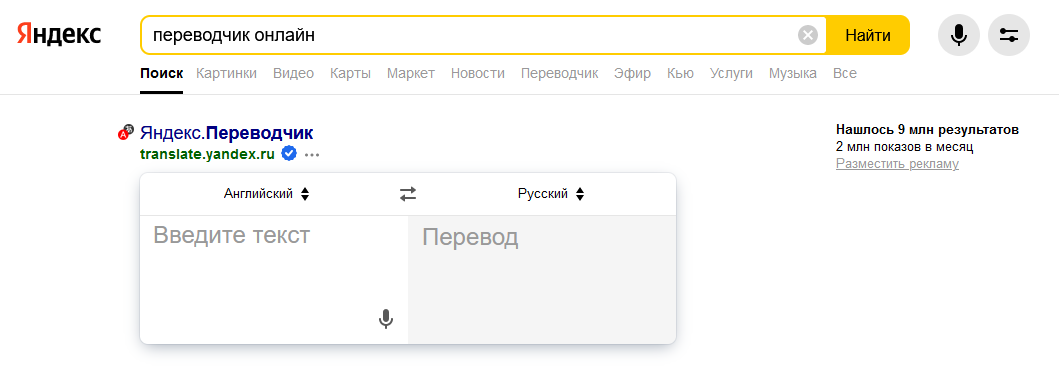 Яндекс
переводчик онлайн
Найти
Поиск Картинки Видео Карты Маркет Новости Переводчик Эфир Кью Услуги Музыка Все
Яндекс.Переводчик
translate.yandex.ru
Английский
Русский
Введите текст
Перевод
Нашлось 9 млн результатов
2 млн показов в месяц
Разместить рекламу